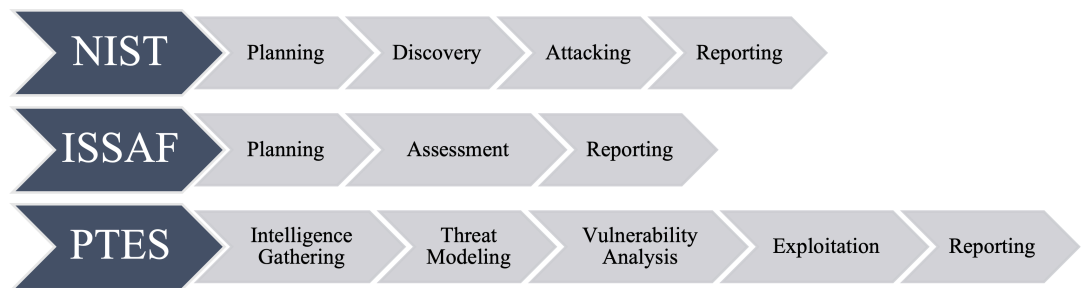 NIST
Planning
Discovery
Attacking
Reporting
ISSAF
Planning
Assessment
Reporting
PTES
Intelligence
Gathering
Threat
Modeling
Vulnerability
Analysis
Exploitation
Reporting